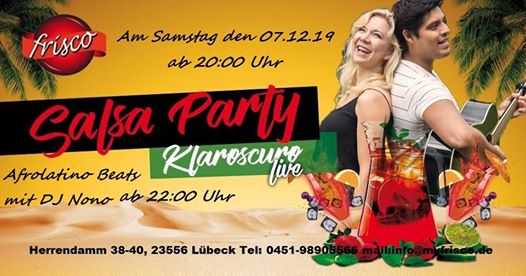 frisco
Am Samstag den 07.12.19
ab 20:00 Uhr
Salsa Party
Klaroscuro
live
Afrolatino Beats
mit DJ Nono ab 22:00 Uhr
Herrendamm 38-40, 23556 Lübeck Tel: 0451-98905565 mail:info@myfrisco.de